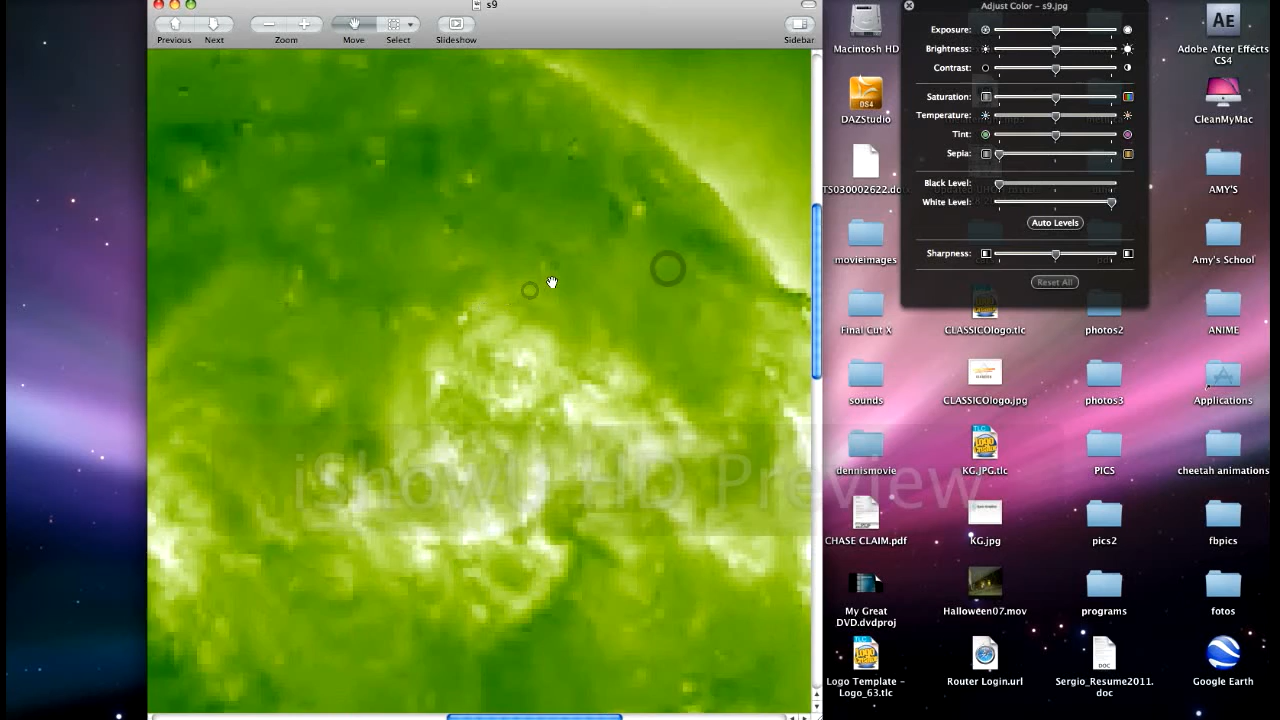 s9
Previous
Next
Zoom
Move
Select
Slideshow
Sidebar
Adjust Color - s9.jpg
Exposure:
Brightness:
Contrast:
Saturation:
Temperature:
Tint:
Sepia:
Black Level:
White Level:
Auto Levels
Sharpness:
Reset All
Macintosh HD
AE
Adobe After Effects
CS4
DS4
DAZStudio
CleanMyMac
AMY'S
movieimages
Amy's School
Final Cut X
CLASSICOlogo.tlc
photos2
ANIME
sounds
CLASSICOlogo.jpg
photos3
Applications
TLC
dennismovie
KG.JPG.tlc
PICS
cheetah animations
iShowU HD Preview
CHASE CLAIM.pdf
KG.jpg
pics2
fbpics
My Great
DVD.dvdproj
Halloween07.mov
programs
fotos
TLC
DOC
Logo Template -
Logo_63.tlc
Router Login.url
Sergio_Resume2011.
doc
Google Earth